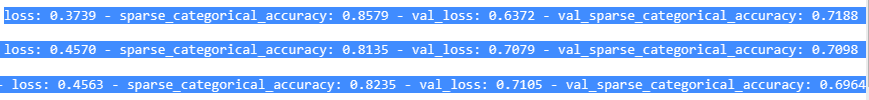 loss: 0.3739 - sparse_categorical_accuracy: 0.8579 - val_loss: 0.6372 - val_sparse_categorical_accuracy: 0.7188
loss: 0.4570 - sparse_categorical_accuracy: 0.8135 - val_loss: 0.7079 - val_sparse_categorical_accuracy: 0.7098
- loss: 0.4563 - sparse_categorical_accuracy: 0.8235 - val_loss: 0.7105 - val_sparse_categorical_accuracy: 0.6964